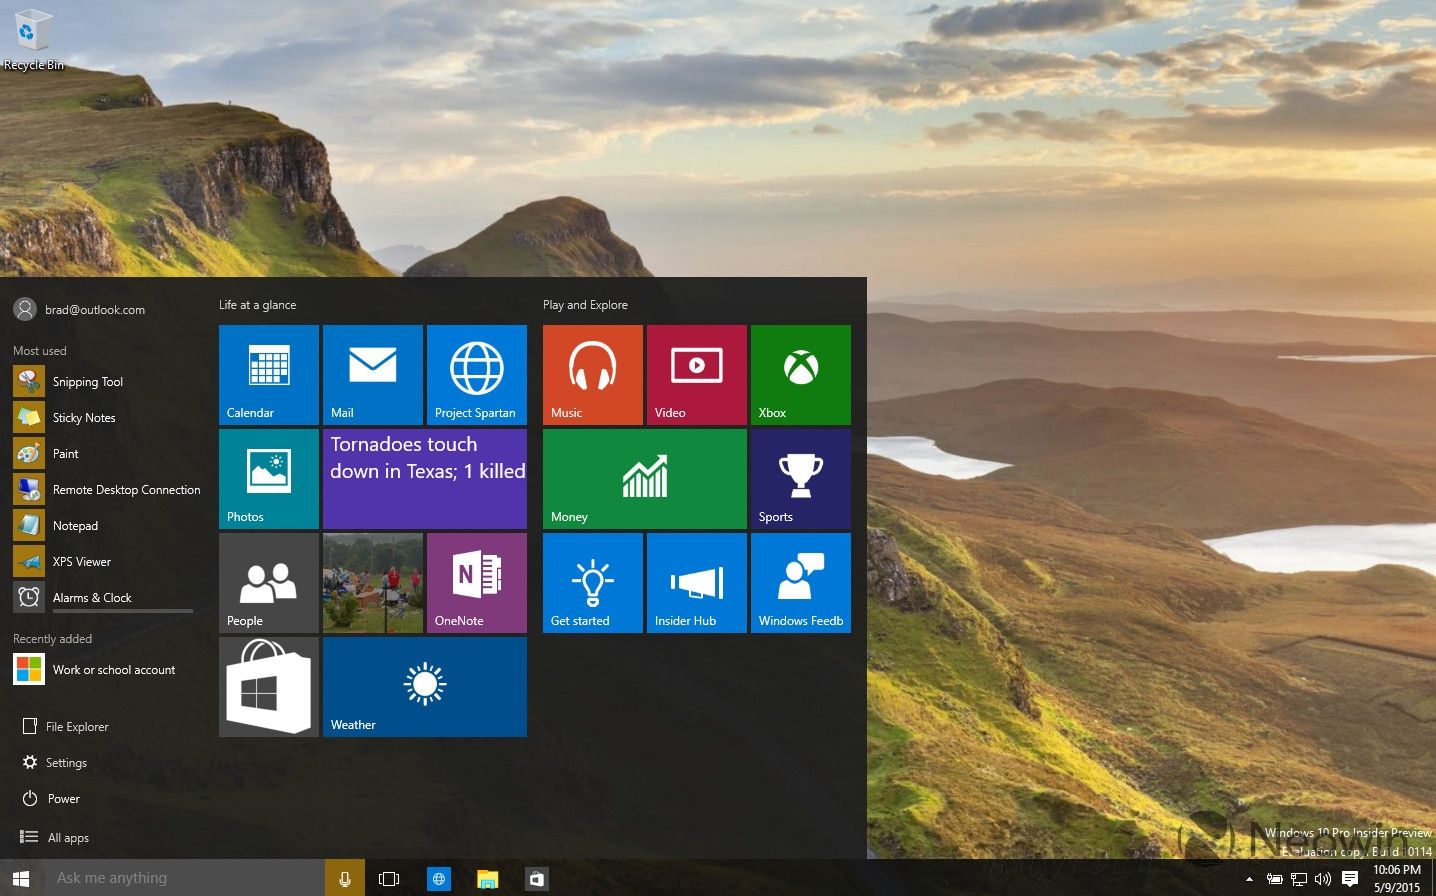 Recycle Bin
brad@outlook.com
Most used
Snipping Tool
Sticky Notes
Paint
Remote Desktop Connection
Notepad
XPS Viewer
Alarms & Clock
Recently added
Work or school account
File Explorer
Settings
Power
All apps
Life at a glance
Calendar
Mail
Project Spartan
Photos
Tornadoes touch
down in Texas; 1 killed
People
N
OneNote
Weather
Play and Explore
Music
Video
Xbox
Money
Sports
Get started
Insider Hub
Windows Feedb
Neowin
Windows 10 Pro Insider Preview
Evaluation copy. Build 10114
Ask me anything
10:06 PM
5/9/2015